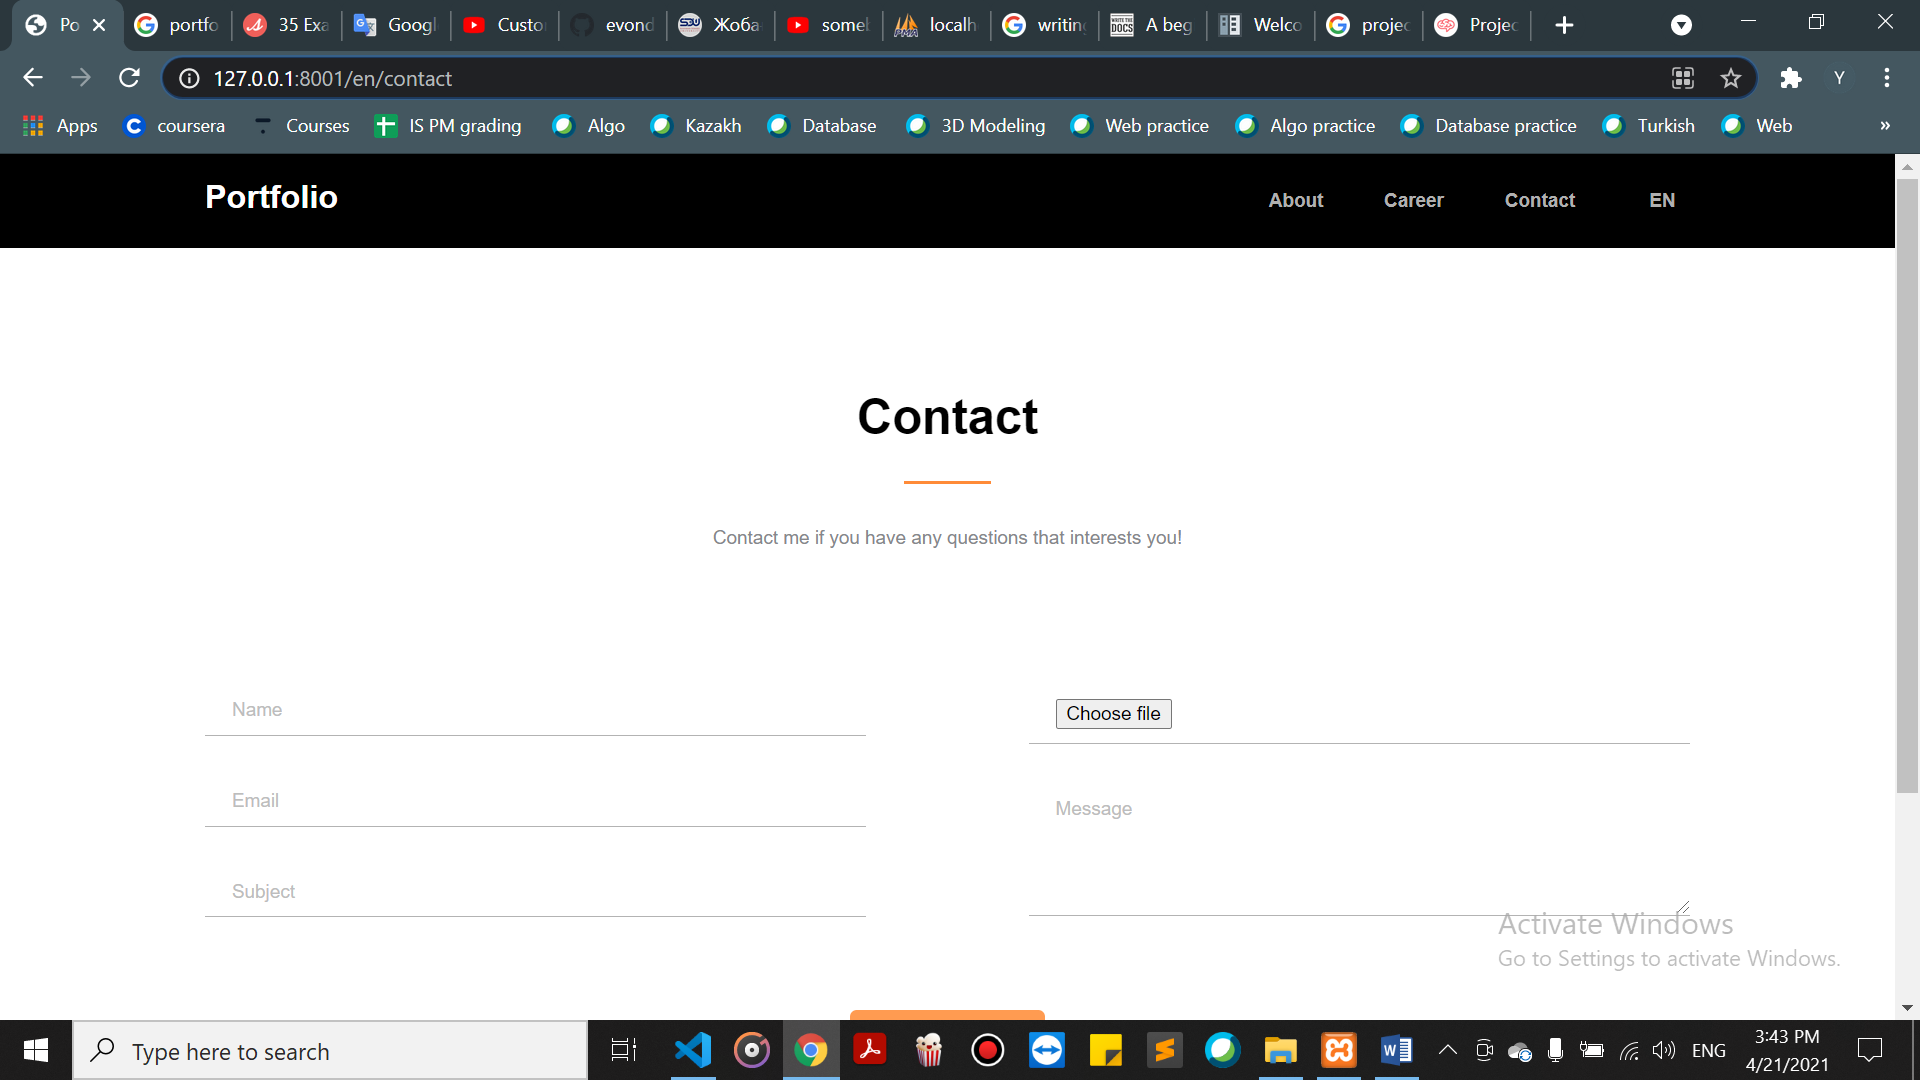 Po portfo 35 Exa Googl Custo evond Жоба someb localh writing A beg Welco projec Projec
127.0.0.1:8001/en/contact Y
Apps coursera Courses IS PM grading Algo Kazakh Database 3D Modeling Web practice Algo practice Database practice Turkish Web »
Portfolio About Career Contact EN
Contact
Contact me if you have any questions that interests you!
Name
Choose file
Email
Message
Subject
Activate Windows
Go to Settings to activate Windows.
Type here to search
ENG
3:43 PM
4/21/2021